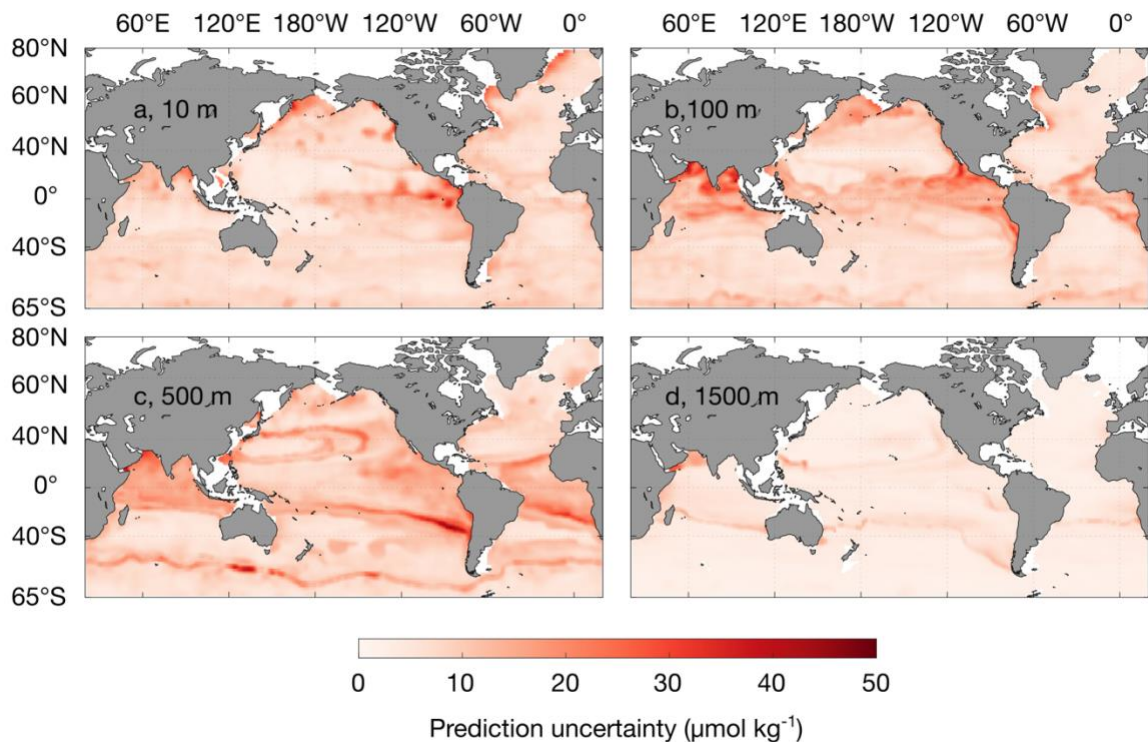 60°E 120°E 180°W 120°W 60°W 0° 60°E 120°E 180°W 120°W 60°W 0°
80°N
60°N
40°N
0°
40°S
65°S
a, 10 m
b,100 m
80°N
60°N
40°N
0°
40°S
65°S
c, 500 m
d, 1500 m
0 10 20 30 40 50
Prediction uncertainty (μmol kg⁻¹)